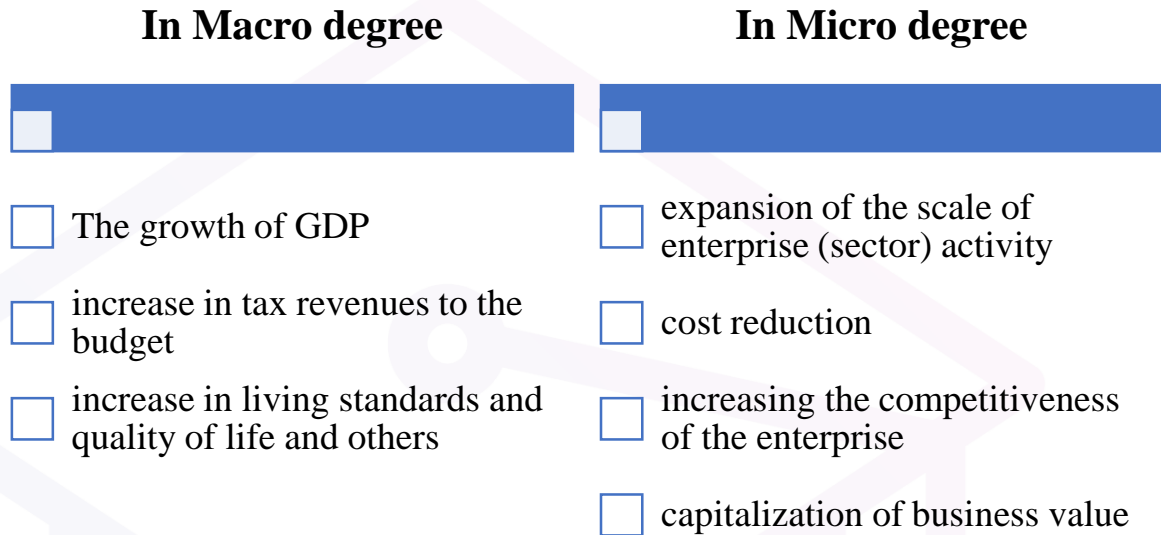 In Macro degree
The growth of GDP
increase in tax revenues to the
budget
increase in living standards and
quality of life and others
In Micro degree
expansion of the scale of
enterprise (sector) activity
cost reduction
increasing the competitiveness
of the enterprise
capitalization of business value